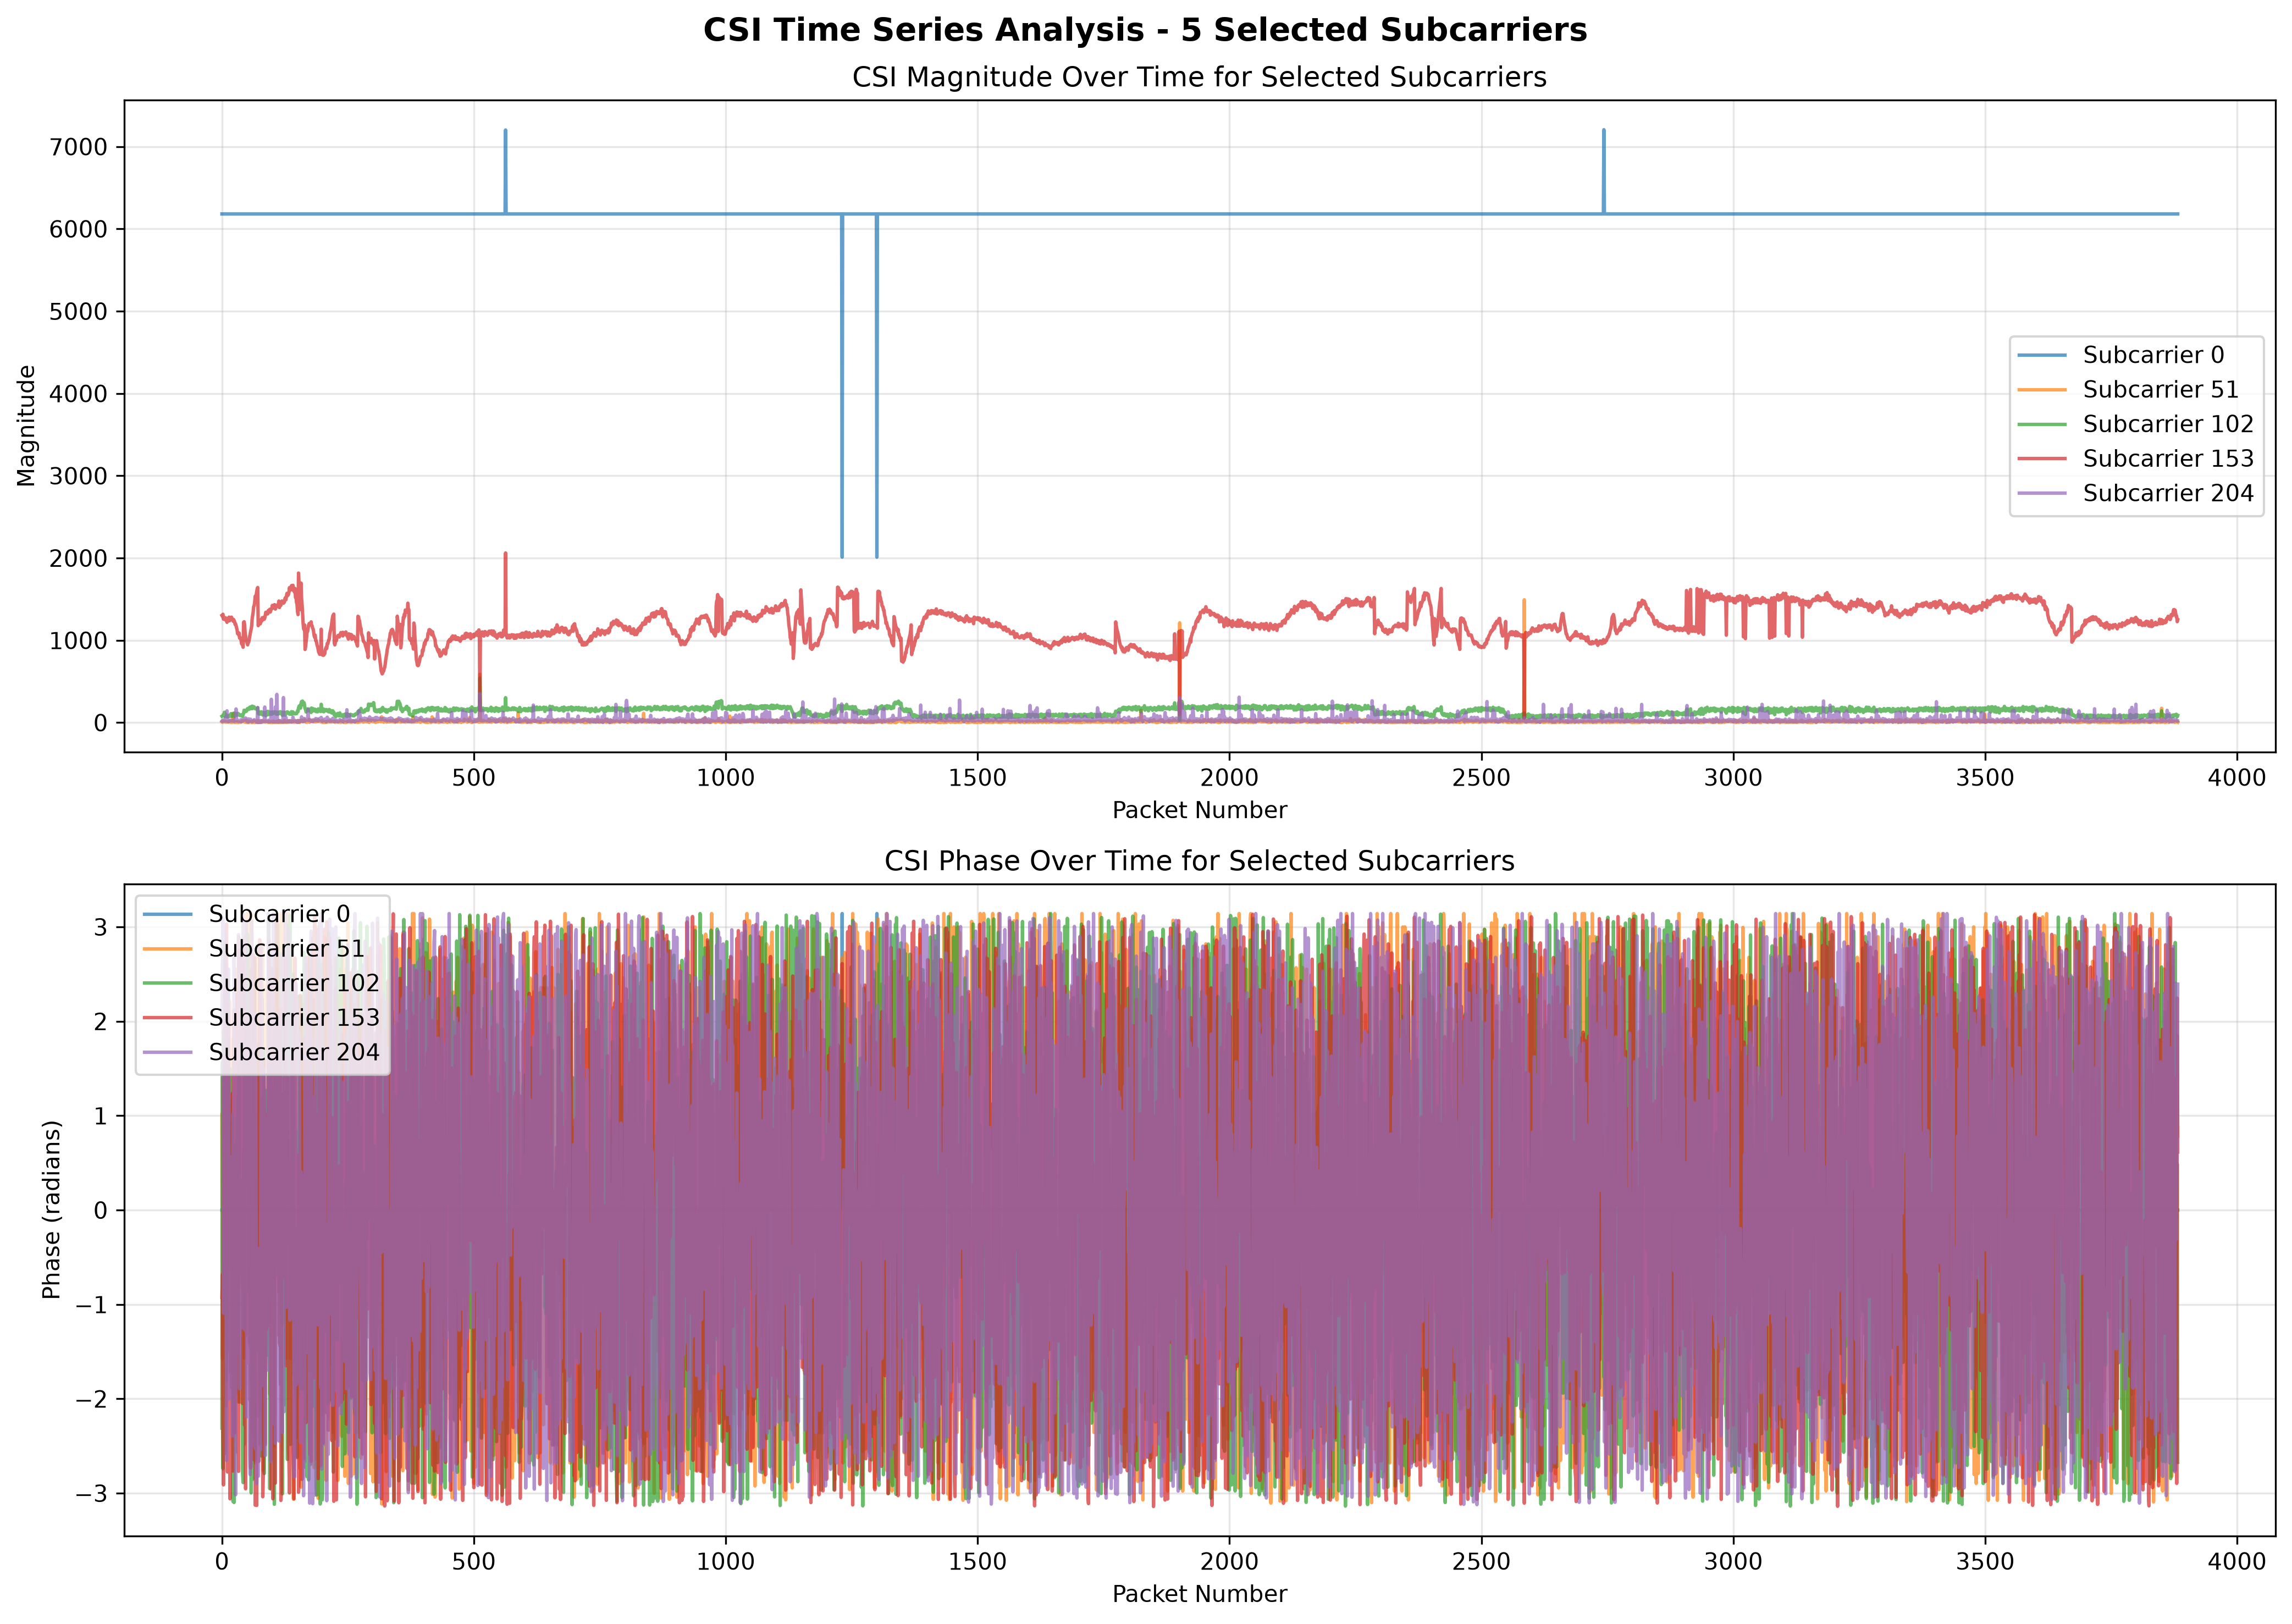 CSI Time Series Analysis - 5 Selected Subcarriers
CSI Magnitude Over Time for Selected Subcarriers
7000
6000
5000
4000
3000
2000
1000
0
Magnitude
Subcarrier 0
Subcarrier 51
Subcarrier 102
Subcarrier 153
Subcarrier 204
0 500 1000 1500 2000 2500 3000 3500 4000
Packet Number
CSI Phase Over Time for Selected Subcarriers
Subcarrier 0
Subcarrier 51
Subcarrier 102
Subcarrier 153
Subcarrier 204
3
2
1
0
−1
−2
−3
Phase (radians)
0 500 1000 1500 2000 2500 3000 3500 4000
Packet Number